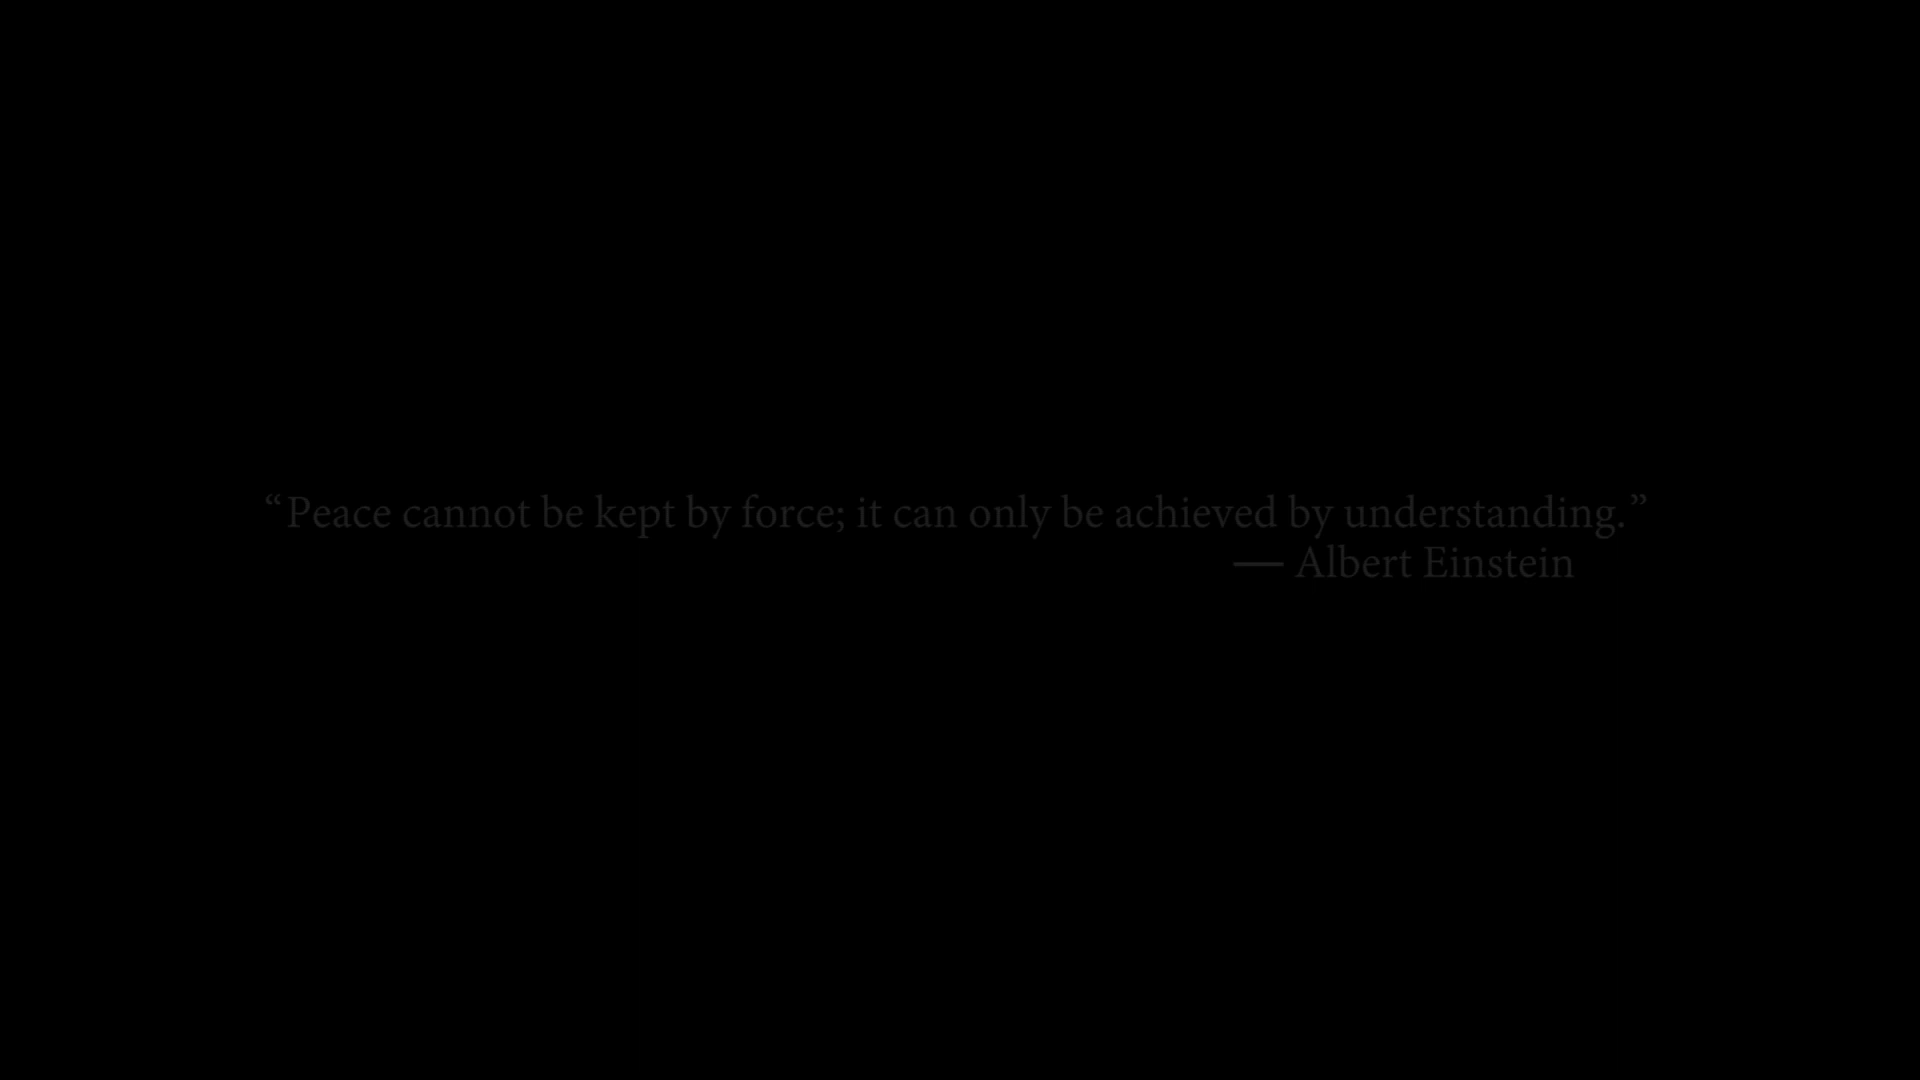 “Peace cannot be kept by force; it can only be achieved by understanding.”
— Albert Einstein